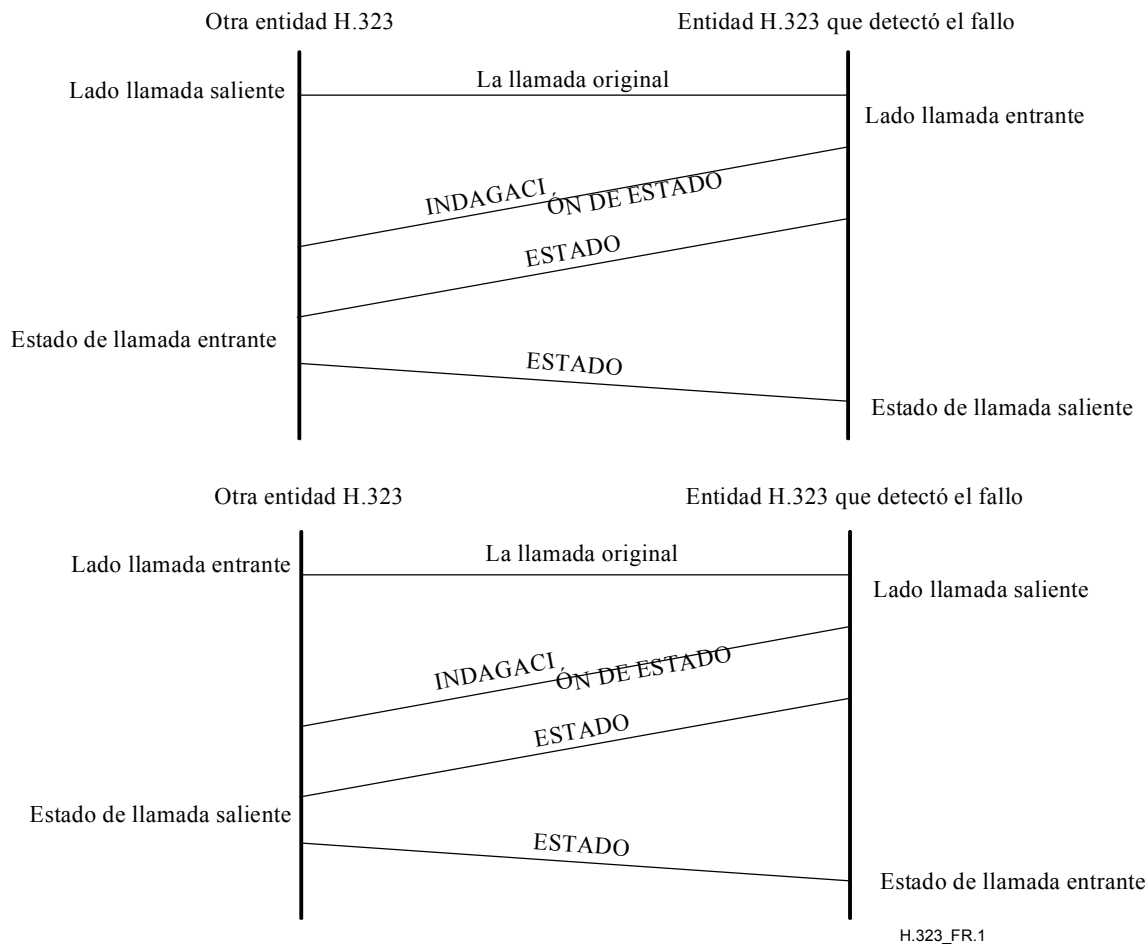 Otra entidad H.323
Entidad H.323 que detectó el fallo
Lado llamada saliente
La llamada original
Lado llamada entrante
INDAGACIÓN DE ESTADO
ESTADO
Estado de llamada entrante
ESTADO
Estado de llamada saliente
Otra entidad H.323
Entidad H.323 que detectó el fallo
Lado llamada entrante
La llamada original
Lado llamada saliente
INDAGACIÓN DE ESTADO
ESTADO
Estado de llamada saliente
ESTADO
Estado de llamada entrante
H.323_FR.1